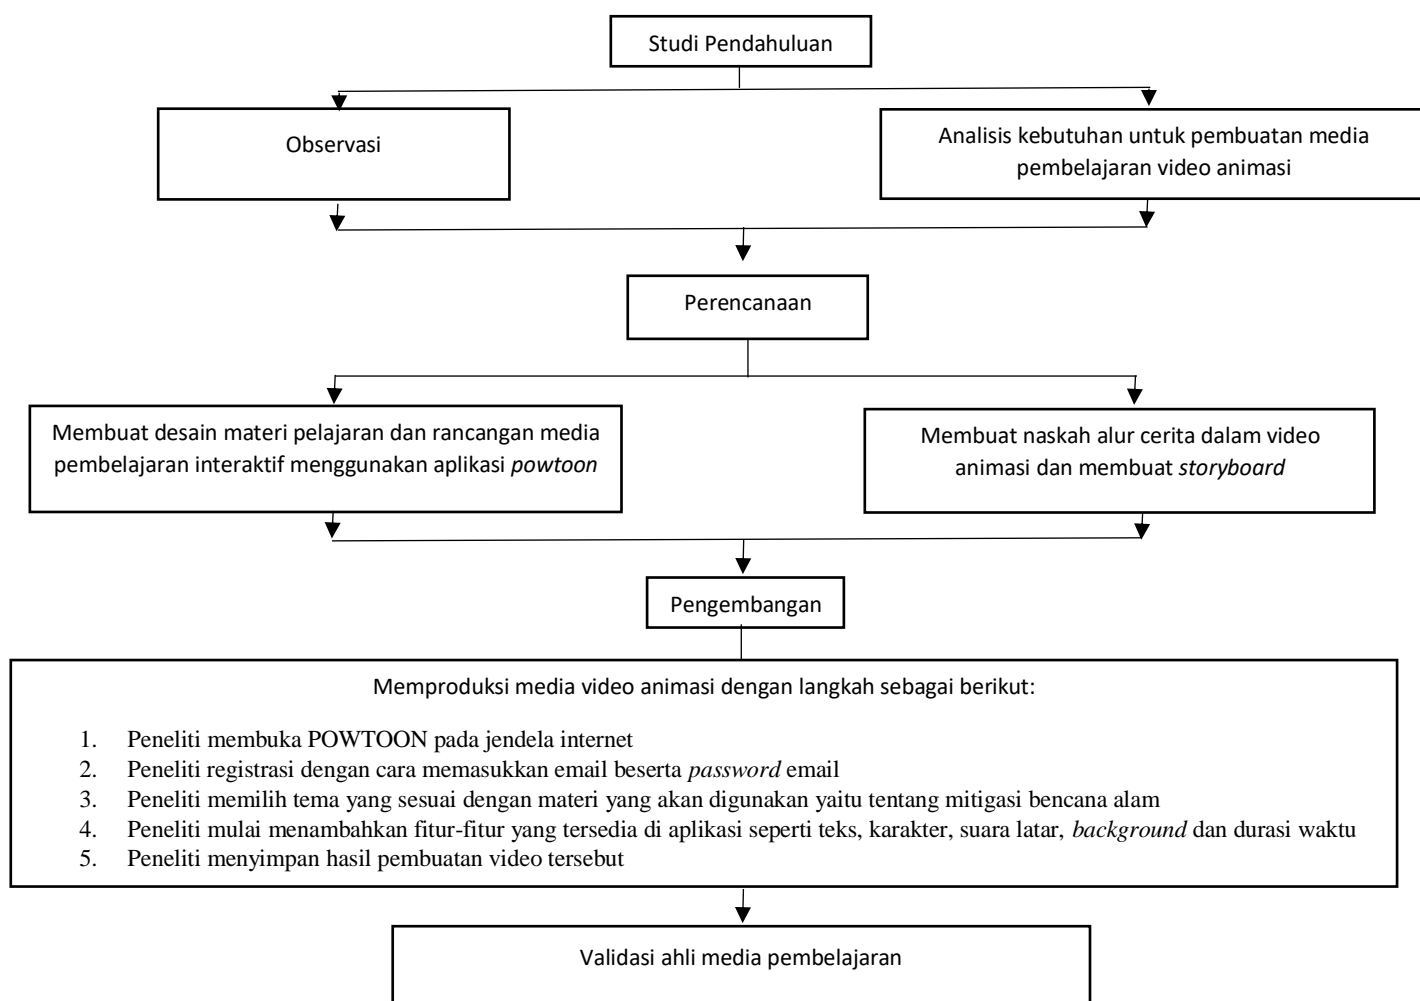 Studi Pendahuluan
Observasi
Analisis kebutuhan untuk pembuatan media
pembelajaran video animasi
Perencanaan
Membuat desain materi pelajaran dan rancangan media
pembelajaran interaktif menggunakan aplikasi powtoon
Membuat naskah alur cerita dalam video
animasi dan membuat storyboard
Pengembangan
Memproduksi media video animasi dengan langkah sebagai berikut:
1. Peneliti membuka POWTOON pada jendela internet
2. Peneliti registrasi dengan cara memasukkan email beserta password email
3. Peneliti memilih tema yang sesuai dengan materi yang akan digunakan yaitu tentang mitigasi bencana alam
4. Peneliti mulai menambahkan fitur-fitur yang tersedia di aplikasi seperti teks, karakter, suara latar, background dan durasi waktu
5. Peneliti menyimpan hasil pembuatan video tersebut
Validasi ahli media pembelajaran